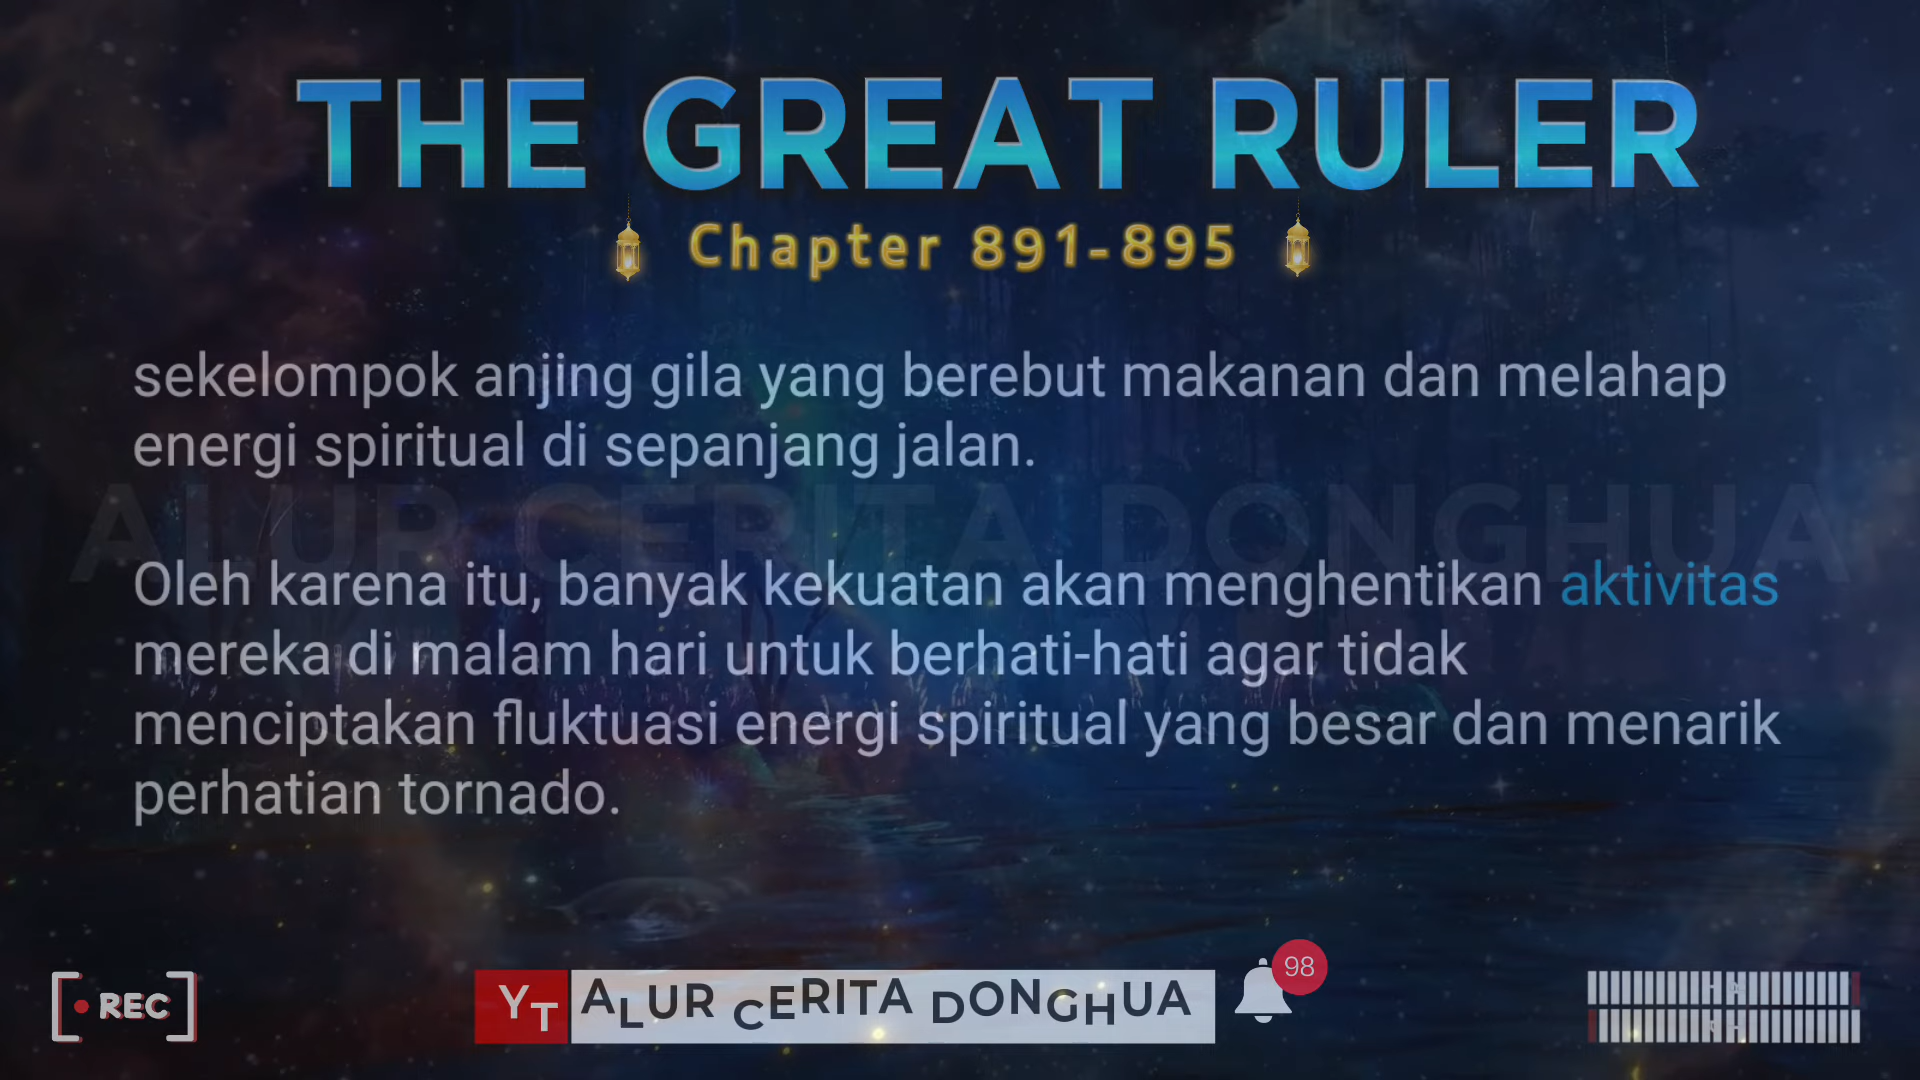 THE GREAT RULER
Chapter 891-895
sekelompok anjing gila yang berebut makanan dan melahap
energi spiritual di sepanjang jalan.
ALUR CERITA DONGHUA
Oleh karena itu, banyak kekuatan akan menghentikan aktivitas
mereka di malam hari untuk berhati-hati agar tidak
menciptakan fluktuasi energi spiritual yang besar dan menarik
perhatian tornado.
REC
YT ALUR CERITA DONGHUA
98